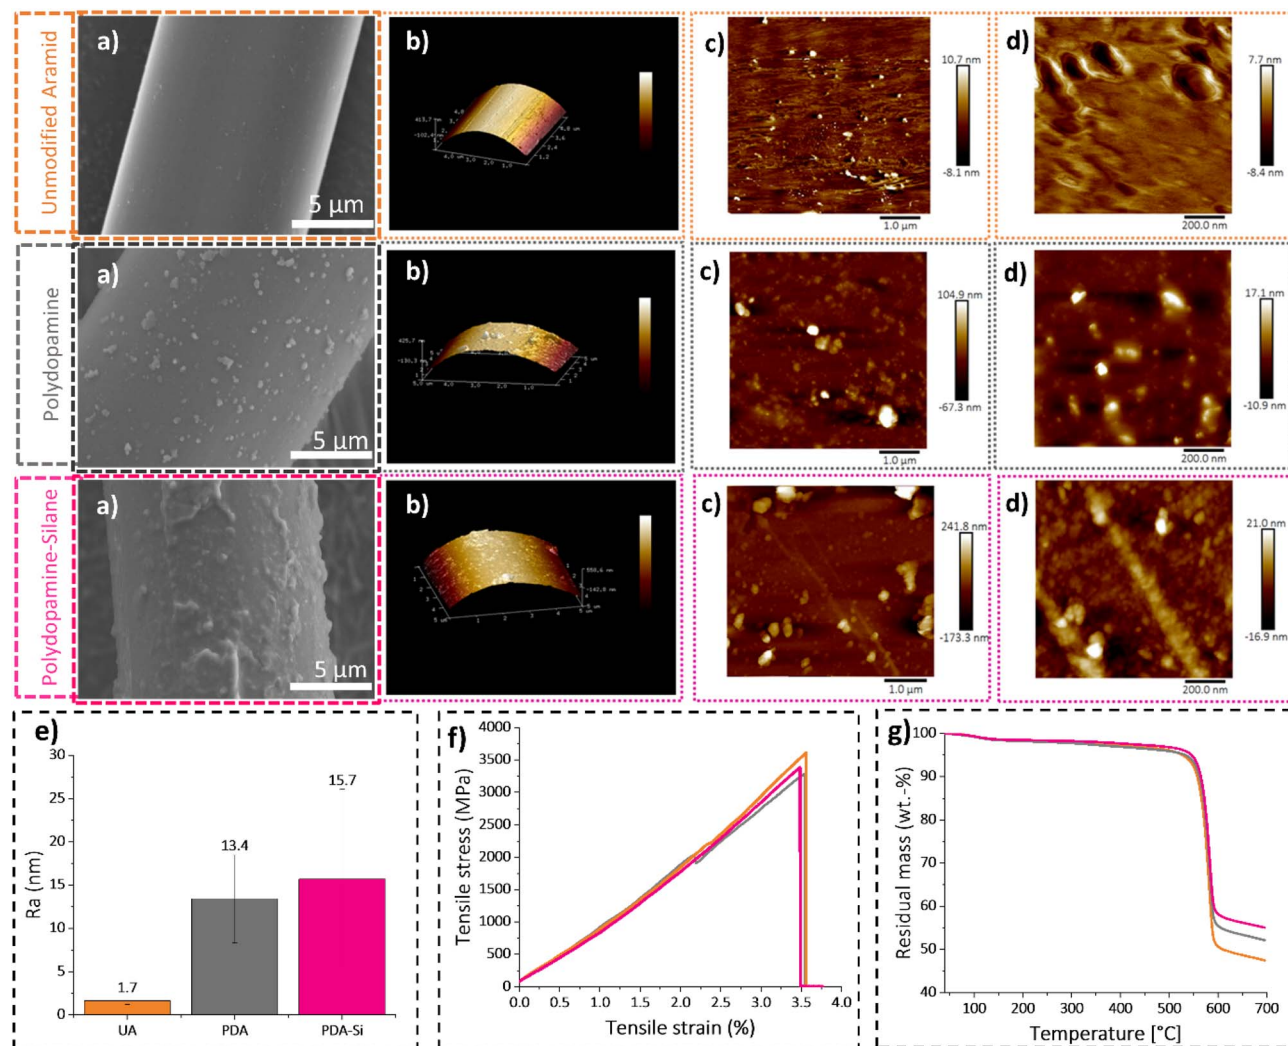 Unmodified Aramid
a)
5 µm
b)
c)
10.7 nm
-8.1 nm
1.0 µm
d)
7.7 nm
-8.4 nm
200.0 nm
Polydopamine
a)
5 µm
b)
c)
104.9 nm
-67.3 nm
1.0 µm
d)
17.1 nm
-10.9 nm
200.0 nm
Polydopamine-Silane
a)
5 µm
b)
c)
241.8 nm
-173.3 nm
1.0 µm
d)
21.0 nm
-16.9 nm
200.0 nm
e)
Ra (nm)
30
25
20
15
10
5
0
1.7
13.4
15.7
UA
PDA
PDA-Si
f)
Tensile stress (MPa)
4000
3500
3000
2500
2000
1500
1000
500
0
0.0
0.5
1.0
1.5
2.0
2.5
3.0
3.5
4.0
Tensile strain (%)
g)
Residual mass (wt.-%)
100
90
80
70
60
50
40
100
200
300
400
500
600
700
Temperature [°C]